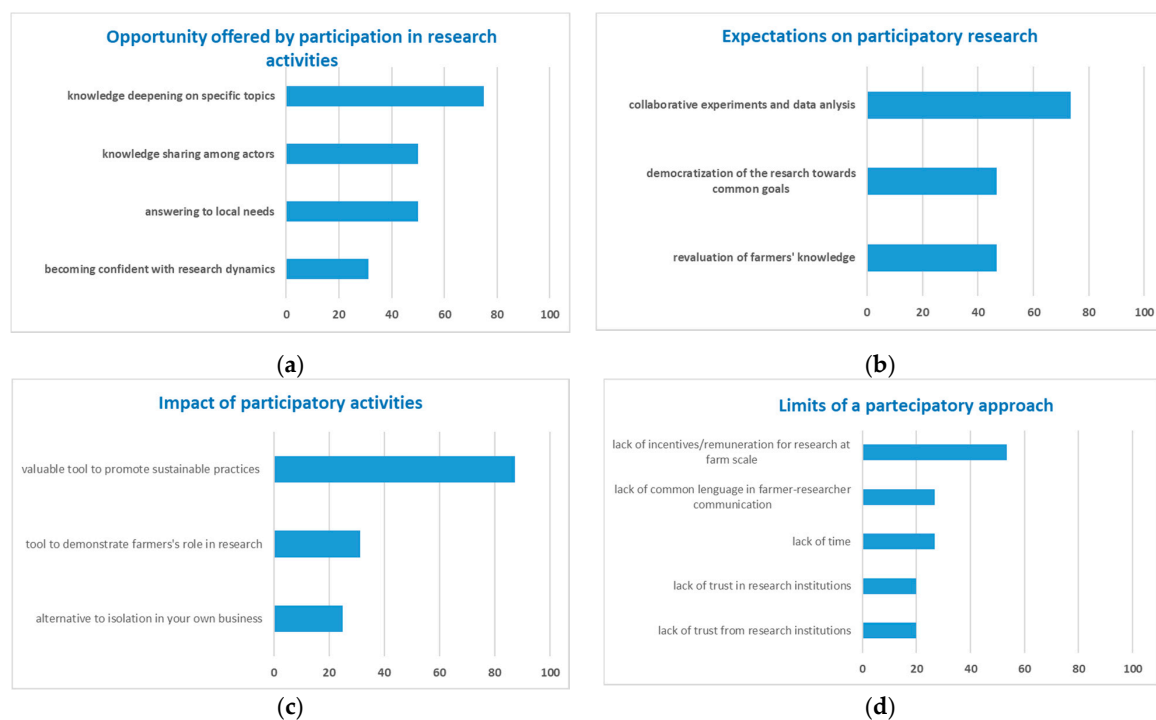 Opportunity offered by participation in research
activities
knowledge deepening on specific topics
knowledge sharing among actors
answering to local needs
becoming confident with research dynamics
0 20 40 60 80 100
(a)
Expectations on participatory research
collaborative experiments and data anlysis
democratization of the resarch towards
common goals
revaluation of farmers' knowledge
0 20 40 60 80 100
(b)
Impact of participatory activities
valuable tool to promote sustainable practices
tool to demonstrate farmers's role in research
alternative to isolation in your own business
0 20 40 60 80 100
(c)
Limits of a partecipatory approach
lack of incentives/remuneration for research at
farm scale
lack of common lenguage in farmer-researcher
communication
lack of time
lack of trust in research institutions
lack of trust from research institutions
0 20 40 60 80 100
(d)